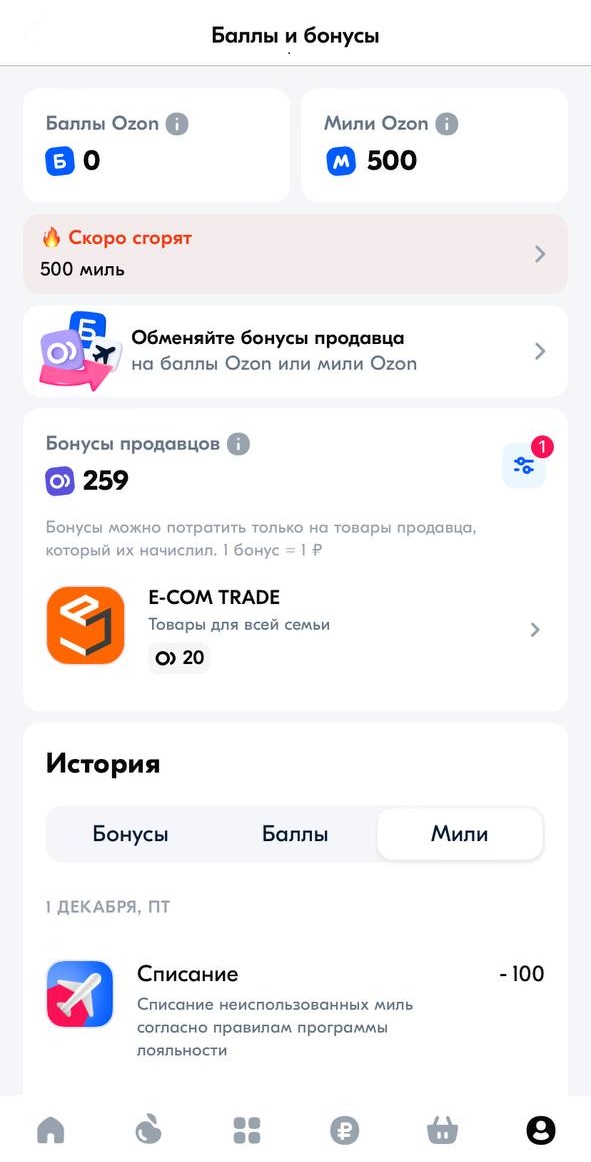 Баллы и бонусы
Баллы Ozon i
Б 0
Мили Ozon i
М 500
Скоро сгорят
500 миль
Б
Обменяйте бонусы продавца
на баллы Ozon или мили Ozon
Бонусы продавцов i
259
1
Бонусы можно потратить только на товары продавца,
который их начислил. 1 бонус = 1 ₽
E-COM TRADE
Товары для всей семьи
20
История
Бонусы Баллы Мили
1 ДЕКАБРЯ, ПТ
Списание - 100
Списание неиспользованных миль
согласно правилам программы
лояльности
₽